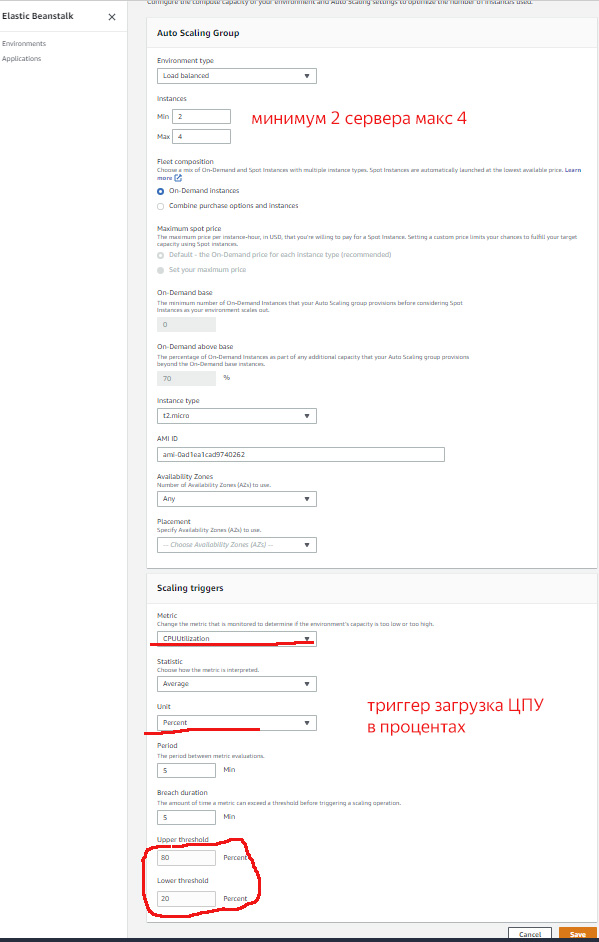 Configure the compute capacity of your environment and Auto Scaling settings to optimize the number of instances used.
Elastic Beanstalk
Environments
Applications
Auto Scaling Group
Environment type
Load balanced
Instances
Min 2
Max 4
минимум 2 сервера макс 4
Fleet composition
Choose a mix of On-Demand and Spot Instances with multiple instance types. Spot Instances are automatically launched at the lowest available price. Learn
more
On-Demand instances
Combine purchase options and instances
Maximum spot price
The maximum price per instance-hour, in USD, that you're willing to pay for a Spot Instance. Setting a custom price limits your chances to fulfill your target
capacity using Spot instances.
Default - the On-Demand price for each instance type (recommended)
Set your maximum price
On-Demand base
The minimum number of On-Demand Instances that your Auto Scaling group provisions before considering Spot
Instances as your environment scales out.
0
On-Demand above base
The percentage of On-Demand Instances as part of any additional capacity that your Auto Scaling group provisions
beyond the On-Demand base instances.
70 %
Instance type
t2.micro
AMI ID
ami-0ad1ea1cad9740262
Availability Zones
Number of Availability Zones (AZs) to use.
Any
Placement
Specify Availability Zones (AZs) to use.
-- Choose Availability Zones (AZs) --
Scaling triggers
Metric
Change the metric that is monitored to determine if the environment's capacity is too low or too high.
CPUUtilization
Statistic
Choose how the metric is interpreted.
Average
Unit
Percent
триггер загрузка ЦПУ
в процентах
Period
The period between metric evaluations.
5 Min
Breach duration
The amount of time a metric can exceed a threshold before triggering a scaling operation.
5 Min
Upper threshold
80 Percent
Lower threshold
20 Percent
Cancel Save